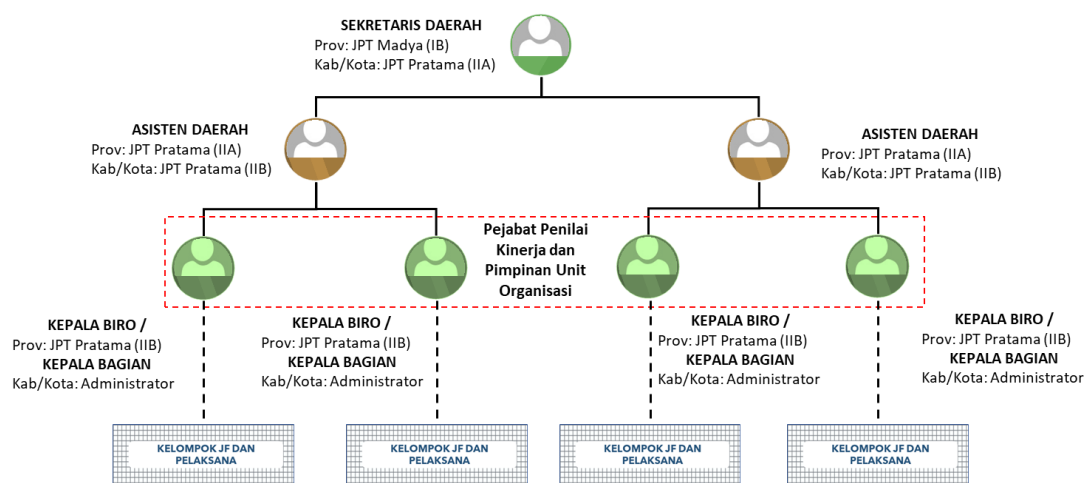 SEKRETARIS DAERAH
Prov: JPT Madya (IB)
Kab/Kota: JPT Pratama (IIA)
ASISTEN DAERAH
Prov: JPT Pratama (IIA)
Kab/Kota: JPT Pratama (IIB)
ASISTEN DAERAH
Prov: JPT Pratama (IIA)
Kab/Kota: JPT Pratama (IIB)
Pejabat Penilai
Kinerja dan
Pimpinan Unit
Organisasi
KEPALA BIRO /
Prov: JPT Pratama (IIB)
KEPALA BAGIAN
Kab/Kota: Administrator
KEPALA BIRO /
Prov: JPT Pratama (IIB)
KEPALA BAGIAN
Kab/Kota: Administrator
KEPALA BIRO /
Prov: JPT Pratama (IIB)
KEPALA BAGIAN
Kab/Kota: Administrator
KEPALA BIRO /
Prov: JPT Pratama (IIB)
KEPALA BAGIAN
Kab/Kota: Administrator
KELOMPOK JF DAN
PELAKSANA
KELOMPOK JF DAN
PELAKSANA
KELOMPOK JF DAN
PELAKSANA
KELOMPOK JF DAN
PELAKSANA